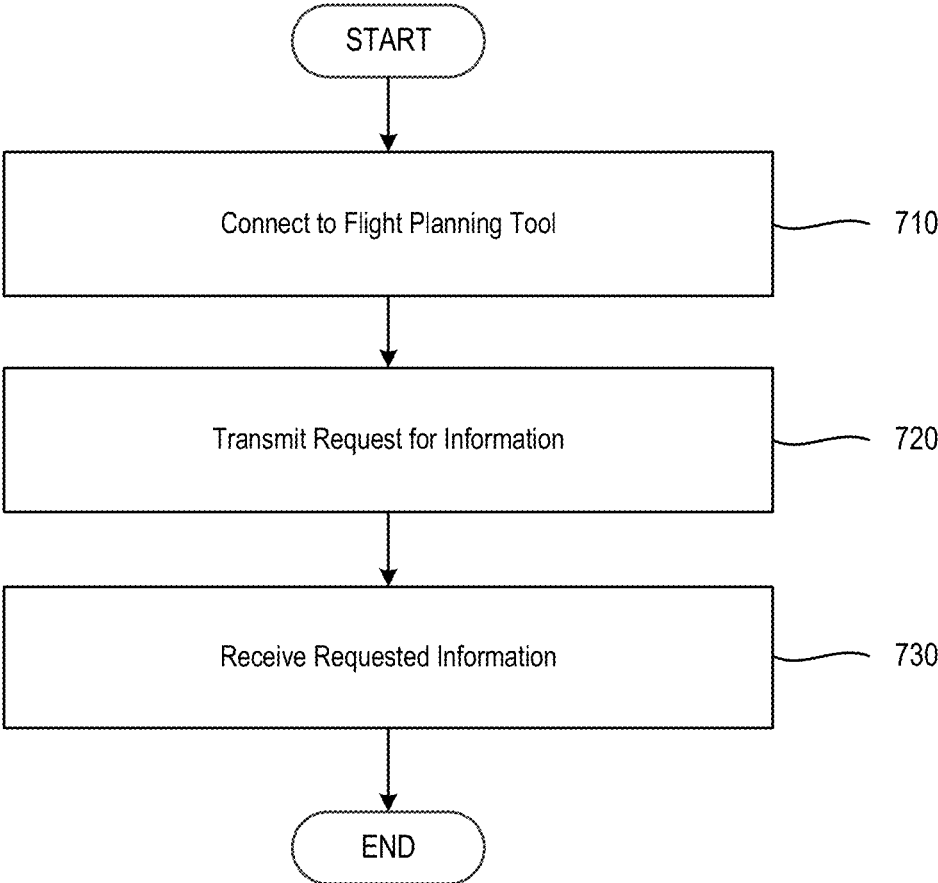 START
Connect to Flight Planning Tool
710
Transmit Request for Information
720
Receive Requested Information
730
END